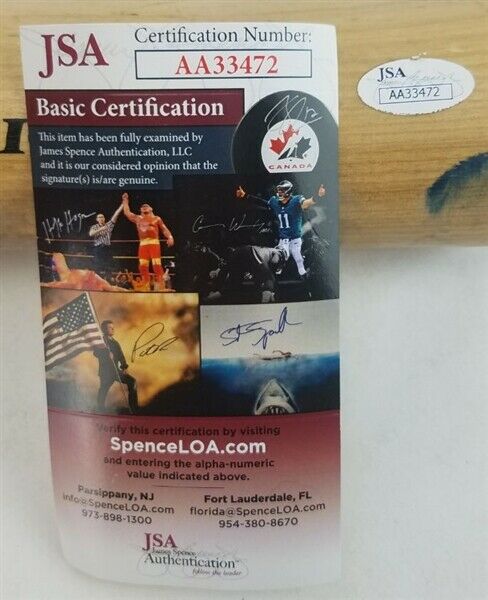 JSA
Certification Number:
AA33472
Basic Certification
This item has been fully examined by
James Spence Authentication, LLC
and it is our considered opinion that the
signature(s) is/are genuine.
CANADA
11
Verify this certification by visiting
SpenceLOA.com
and entering the alpha-numeric
value indicated above.
Parsippany, NJ
info@SpenceLOA.com
973-898-1300
Fort Lauderdale, FL
florida@SpenceLOA.com
954-380-8670
JSA
James Spence
Authentication
follow the leader
JSA
AA33472